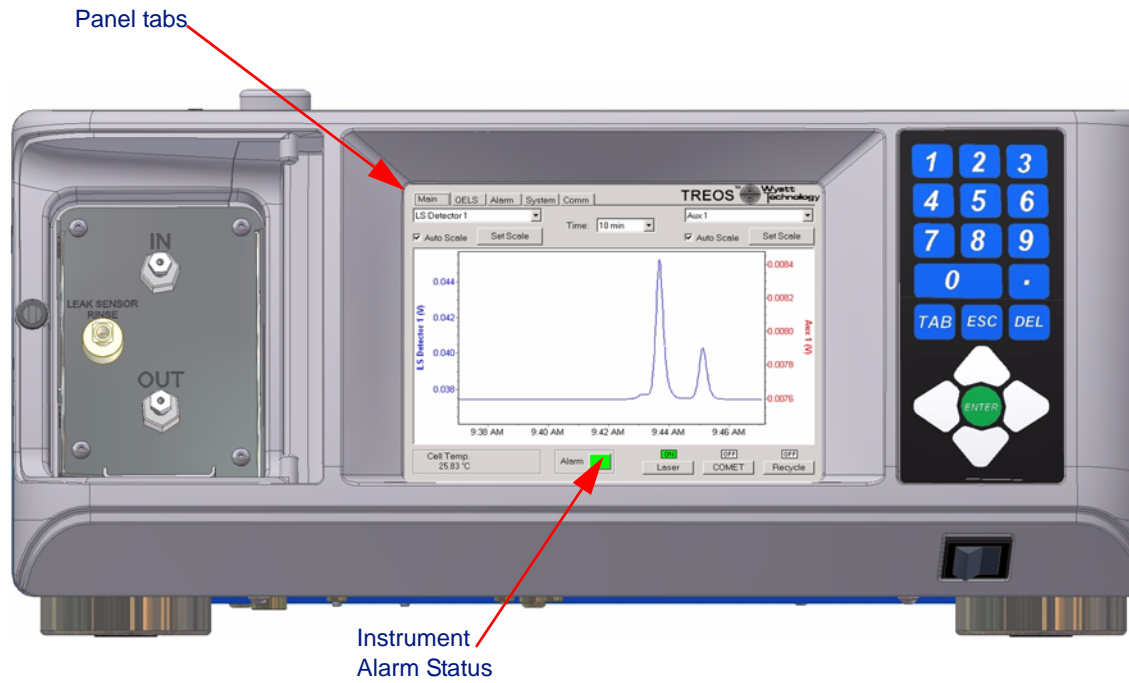 Panel tabs
IN
LEAK SENSOR
RINSE
OUT
Main QELS Alarm System Comm
TREOS™ Wyatt
Technology
LS Detector 1
Time: 10 min
Aux 1
Auto Scale Set Scale
Auto Scale Set Scale
LS Detector 1 (V)
0.044
0.042
0.040
0.038
0.0084
0.0082
0.0080
0.0078
0.0076
Aux 1 (V)
9:38 AM 9:40 AM 9:42 AM 9:44 AM 9:46 AM
Cell Temp.
25.83 °C
Alarm
ON
Laser
OFF
COMET
OFF
Recycle
1 2 3
4 5 6
7 8 9
0 .
TAB ESC DEL
ENTER
Instrument
Alarm Status